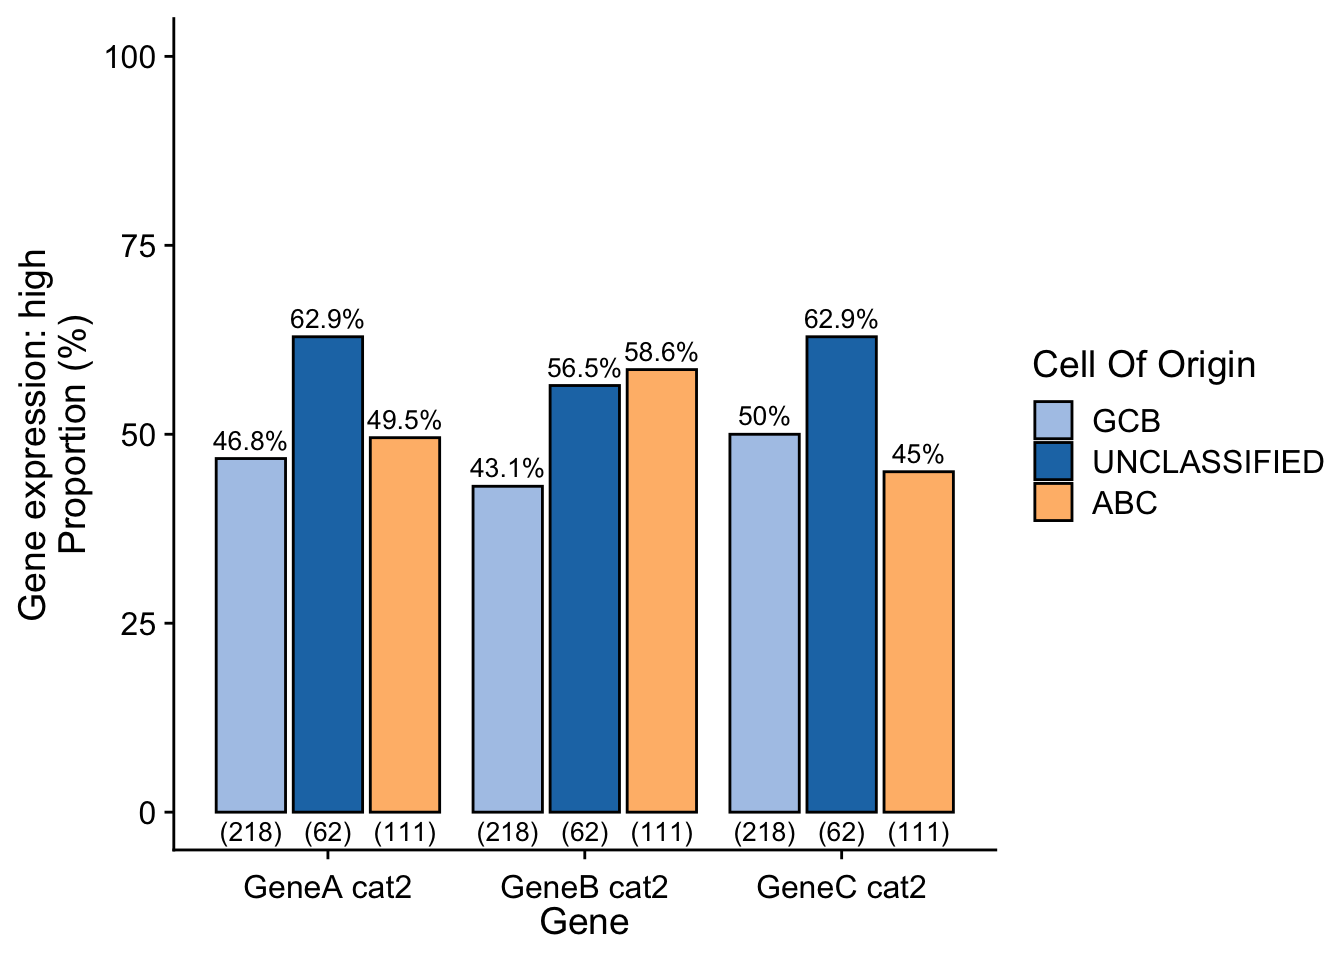 Gene expression: high
Proportion (%)
100
75
50
25
0
46.8%
62.9%
49.5%
43.1%
56.5%
58.6%
50%
62.9%
45%
(218) (62) (111) (218) (62) (111) (218) (62) (111)
GeneA cat2 GeneB cat2 GeneC cat2
Gene
Cell Of Origin
GCB
UNCLASSIFIED
ABC